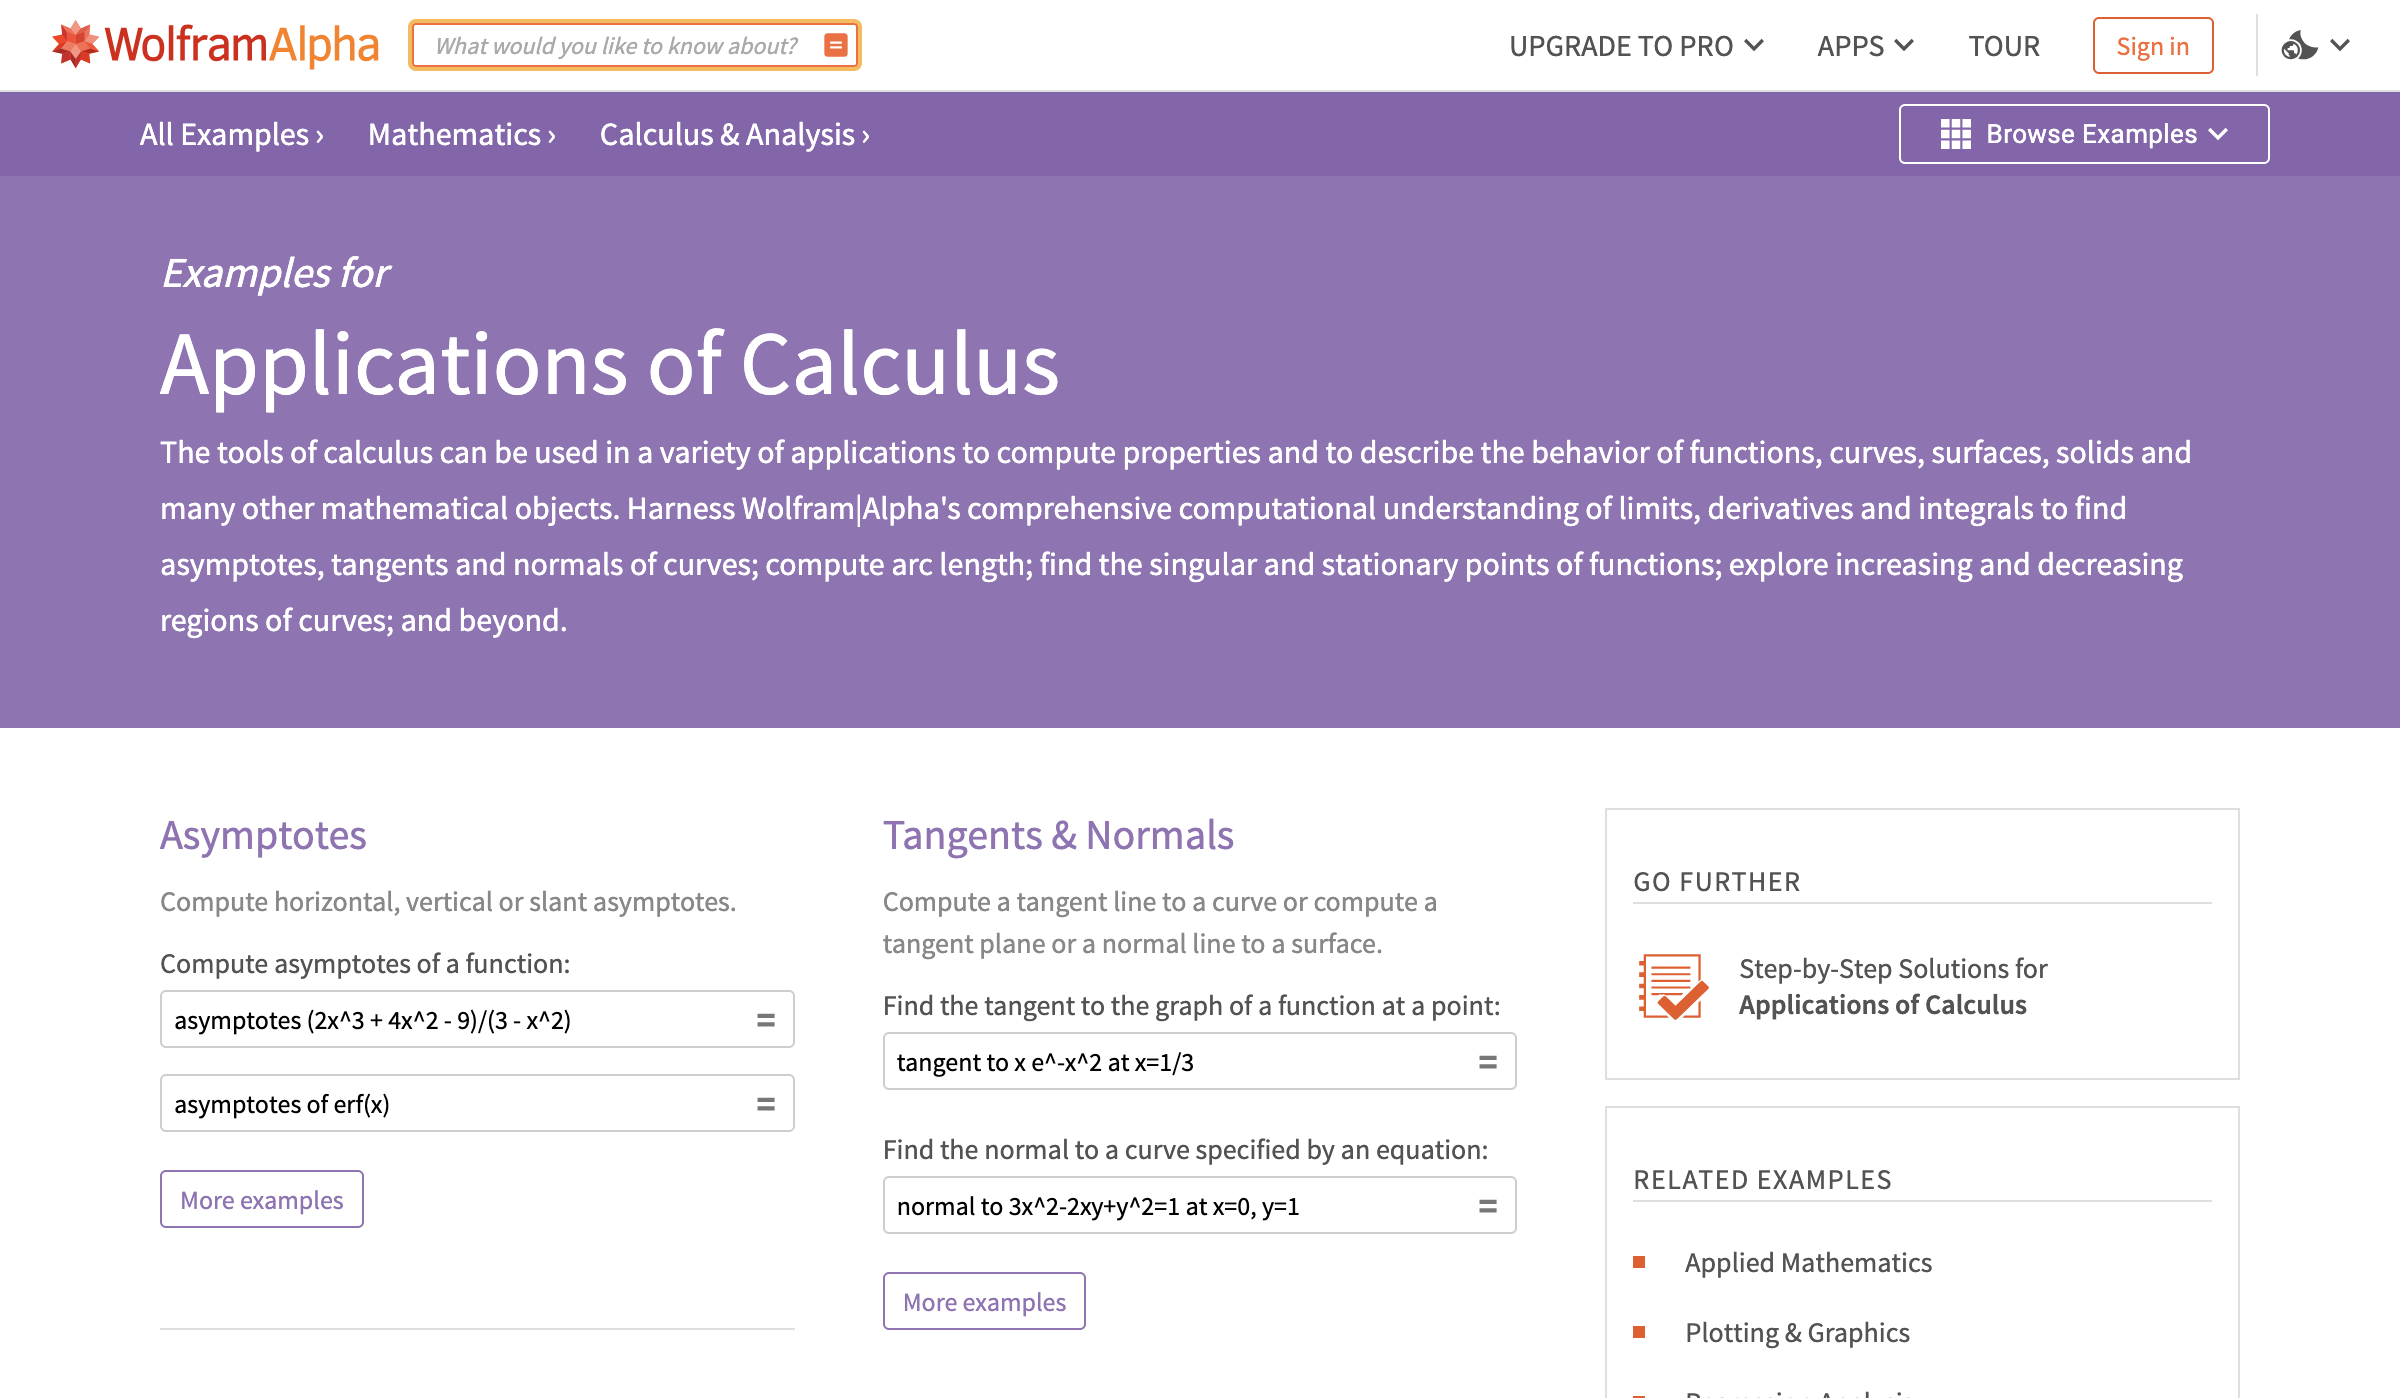 WolframAlpha
What would you like to know about?
UPGRADE TO PRO
APPS
TOUR
Sign in
All Examples ›
Mathematics ›
Calculus & Analysis ›
Browse Examples
Examples for
Applications of Calculus
The tools of calculus can be used in a variety of applications to compute properties and to describe the behavior of functions, curves, surfaces, solids and
many other mathematical objects. Harness Wolfram|Alpha's comprehensive computational understanding of limits, derivatives and integrals to find
asymptotes, tangents and normals of curves; compute arc length; find the singular and stationary points of functions; explore increasing and decreasing
regions of curves; and beyond.
Asymptotes
Compute horizontal, vertical or slant asymptotes.
Compute asymptotes of a function:
asymptotes (2x^3 + 4x^2 - 9)/(3 - x^2)
asymptotes of erf(x)
More examples
Tangents & Normals
Compute a tangent line to a curve or compute a
tangent plane or a normal line to a surface.
Find the tangent to the graph of a function at a point:
tangent to x e^-x^2 at x=1/3
Find the normal to a curve specified by an equation:
normal to 3x^2-2xy+y^2=1 at x=0, y=1
More examples
GO FURTHER
Step-by-Step Solutions for
Applications of Calculus
RELATED EXAMPLES
Applied Mathematics
Plotting & Graphics